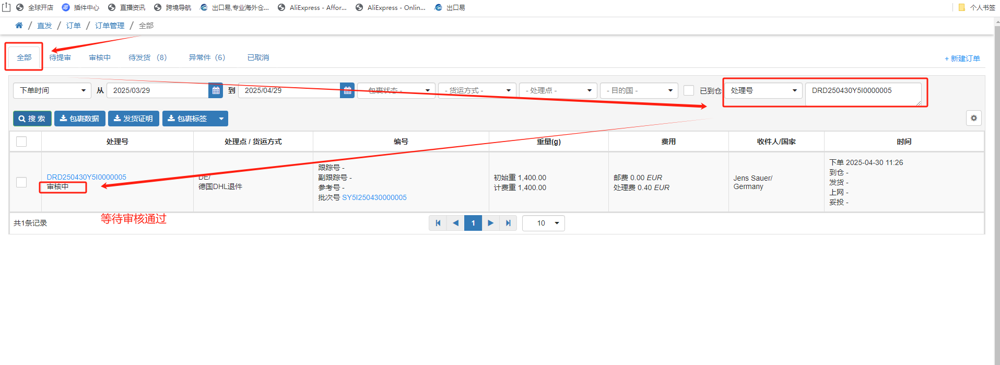 全球开店 插件中心 直播资讯 跨境导航 出口易,专业海外仓... AliExpress - Affor... AliExpress - Onlin... 出口易 个人书签
/ 直发 / 订单 / 订单管理 / 全部
全部 待提审 审核中 待发货 （8） 异常件（6） 已取消 + 新建订单
下单时间 从 2025/03/29 到 2025/04/29 - 包裹状态 - - 货运方式 - - 处理点 - - 目的国 - 已到仓 处理号 DRD250430Y5I0000005
搜 索 包裹数据 发货证明 包裹标签
处理号 处理点 / 货运方式 编号 重量(g) 费用 收件人/国家 时间
DRD250430Y5I0000005
审核中
DE/
德国DHL退件
跟踪号 -
副跟踪号 -
参考号 -
批次号 SY5I250430000005
初始重 1,400.00
计费重 1,400.00
邮费 0.00 EUR
处理费 0.40 EUR
Jens Sauer/
Germany
下单 2025-04-30 11:26
到仓 -
发货 -
上网 -
妥投 -
等待审核通过
共1条记录 1 10